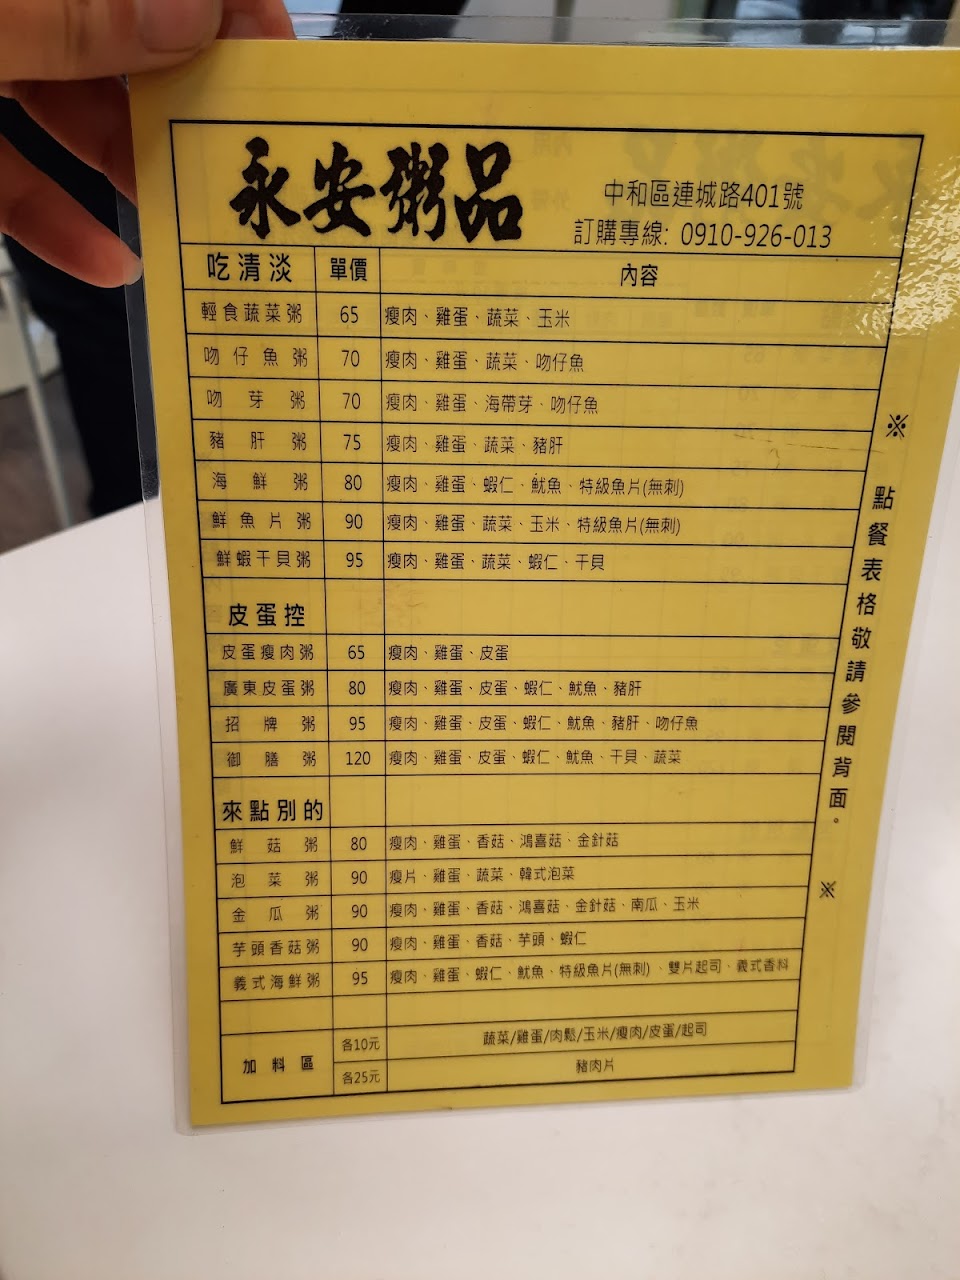 永安粥品
中和區連城路401號
訂購專線: 0910-926-013
吃清淡 單價 內容
輕食蔬菜粥 65 瘦肉、雞蛋、蔬菜、玉米
吻仔魚粥 70 瘦肉、雞蛋、蔬菜、吻仔魚
吻芽粥 70 瘦肉、雞蛋、海帶芽、吻仔魚
豬肝粥 75 瘦肉、雞蛋、蔬菜、豬肝
海鮮粥 80 瘦肉、雞蛋、蝦仁、魷魚、特級魚片(無刺)
鮮魚片粥 90 瘦肉、雞蛋、蔬菜、玉米、特級魚片(無刺)
鮮蝦干貝粥 95 瘦肉、雞蛋、蔬菜、蝦仁、干貝
皮蛋控
皮蛋瘦肉粥 65 瘦肉、雞蛋、皮蛋
廣東皮蛋粥 80 瘦肉、雞蛋、皮蛋、蝦仁、魷魚、豬肝
招牌粥 95 瘦肉、雞蛋、皮蛋、蝦仁、魷魚、豬肝、吻仔魚
御膳粥 120 瘦肉、雞蛋、皮蛋、蝦仁、魷魚、干貝、蔬菜
來點別的
鮮菇粥 80 瘦肉、雞蛋、香菇、鴻喜菇、金針菇
泡菜粥 90 瘦片、雞蛋、蔬菜、韓式泡菜
金瓜粥 90 瘦肉、雞蛋、香菇、鴻喜菇、金針菇、南瓜、玉米
芋頭香菇粥 90 瘦肉、雞蛋、香菇、芋頭、蝦仁
義式海鮮粥 95 瘦肉、雞蛋、蝦仁、魷魚、特級魚片(無刺)、雙片起司、義式香料
加料區 各10元 蔬菜/雞蛋/肉鬆/玉米/瘦肉/皮蛋/起司
各25元 豬肉片
※ 點餐表格敬請參閱背面。 ※